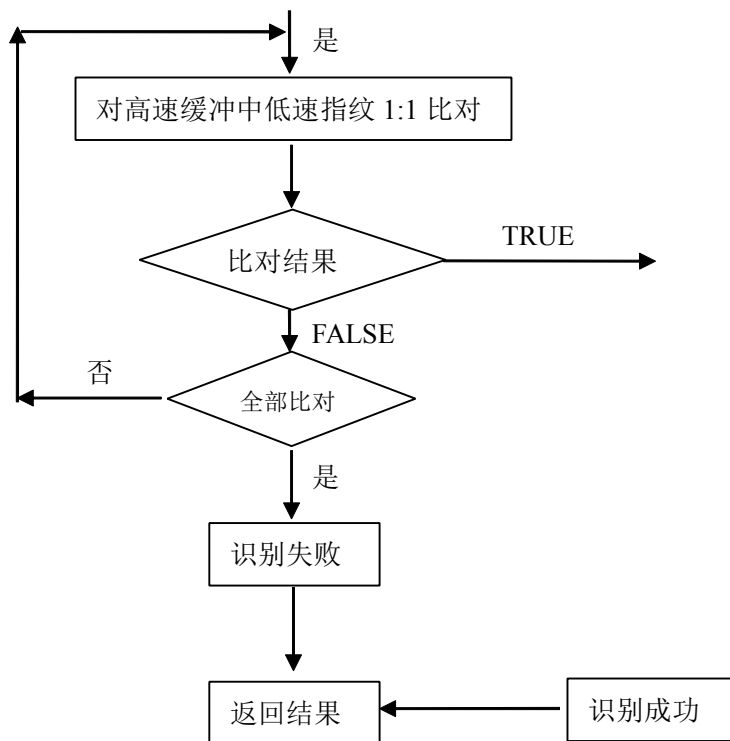 是
对高速缓冲中低速指纹 1:1 比对
比对结果
TRUE
FALSE
否
全部比对
是
识别失败
返回结果
识别成功